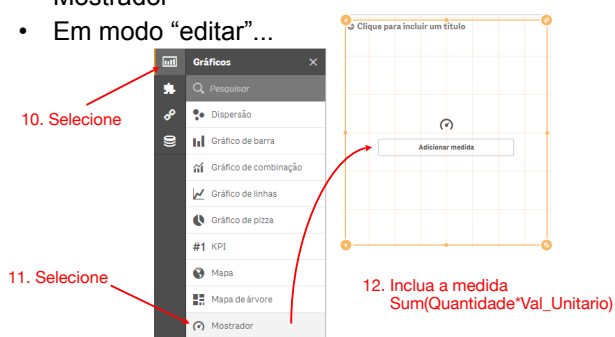 Mostrador
• Em modo “editar”...
10. Selecione
11. Selecione
Gráficos ×
Pesquisar
Dispersão
Gráfico de barra
Gráfico de combinação
Gráfico de linhas
Gráfico de pizza
#1 KPI
Mapa
Mapa de árvore
Mostrador
Clique para incluir um título
Adicionar medida
12. Inclua a medida
Sum(Quantidade*Val_Unitario)